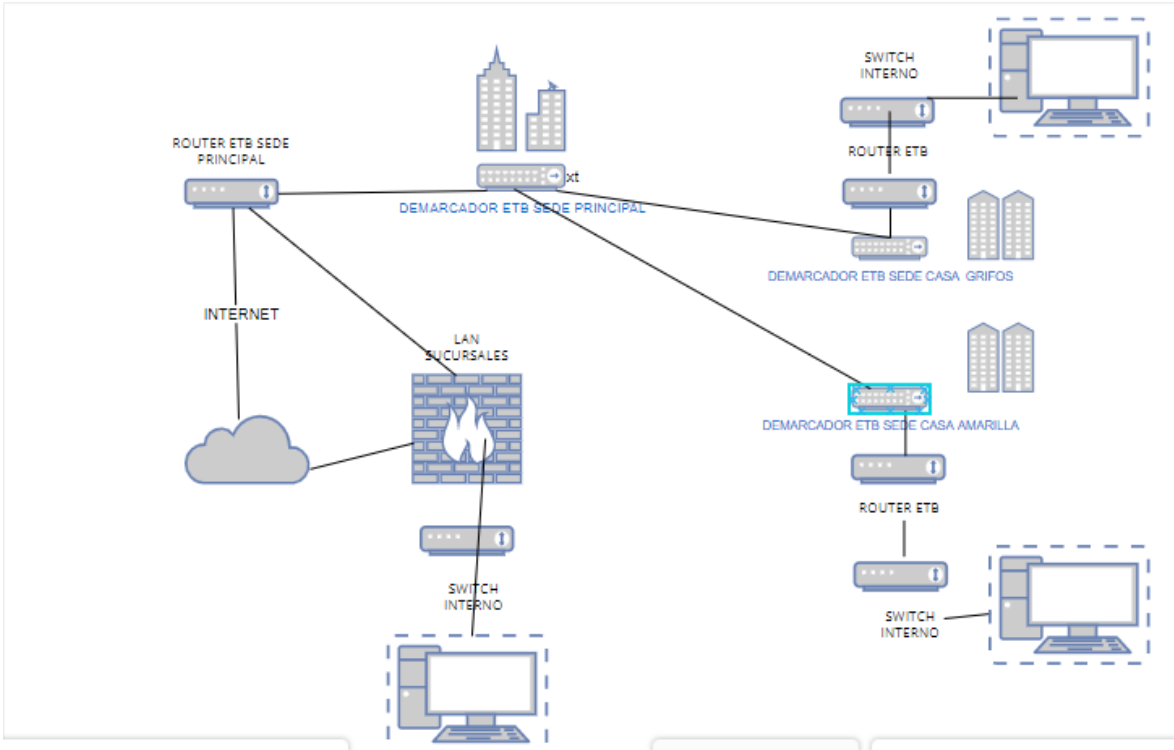 SWITCH
INTERNO
ROUTER ETB SEDE
PRINCIPAL
ROUTER ETB
xt
DEMARCADOR ETB SEDE PRINCIPAL
DEMARCADOR ETB SEDE CASA GRIFOS
INTERNET
LAN
SUCURSALES
DEMARCADOR ETB SEDE CASA AMARILLA
ROUTER ETB
SWITCH
INTERNO
SWITCH
INTERNO